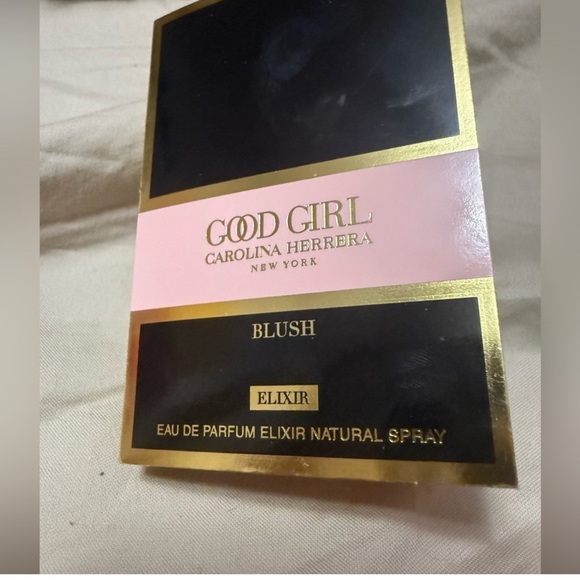 GOOD GIRL
CAROLINA HERRERA
NEW YORK
BLUSH
ELIXIR
EAU DE PARFUM ELIXIR NATURAL SPRAY